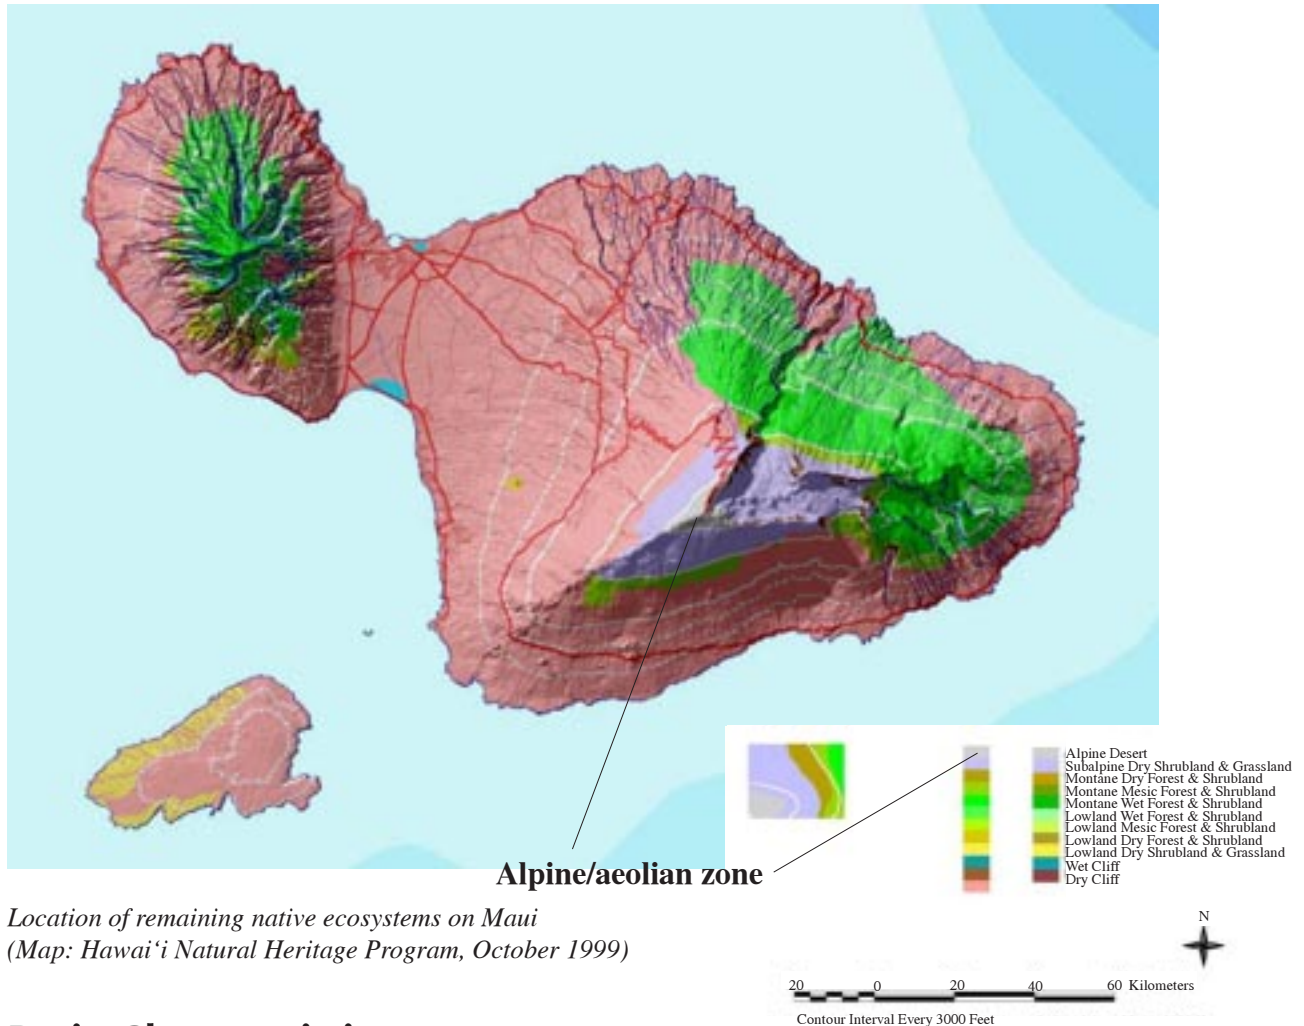 Alpine Desert
Subalpine Dry Shrubland & Grassland
Montane Dry Forest & Shrubland
Montane Mesic Forest & Shrubland
Montane Wet Forest & Shrubland
Lowland Wet Forest & Shrubland
Lowland Mesic Forest & Shrubland
Lowland Dry Forest & Shrubland
Lowland Dry Shrubland & Grassland
Wet Cliff
Dry Cliff
Alpine/aeolian zone
Location of remaining native ecosystems on Maui
(Map: Hawai‘i Natural Heritage Program, October 1999)
N
20 0 20 40 60 Kilometers
Contour Interval Every 3000 Feet